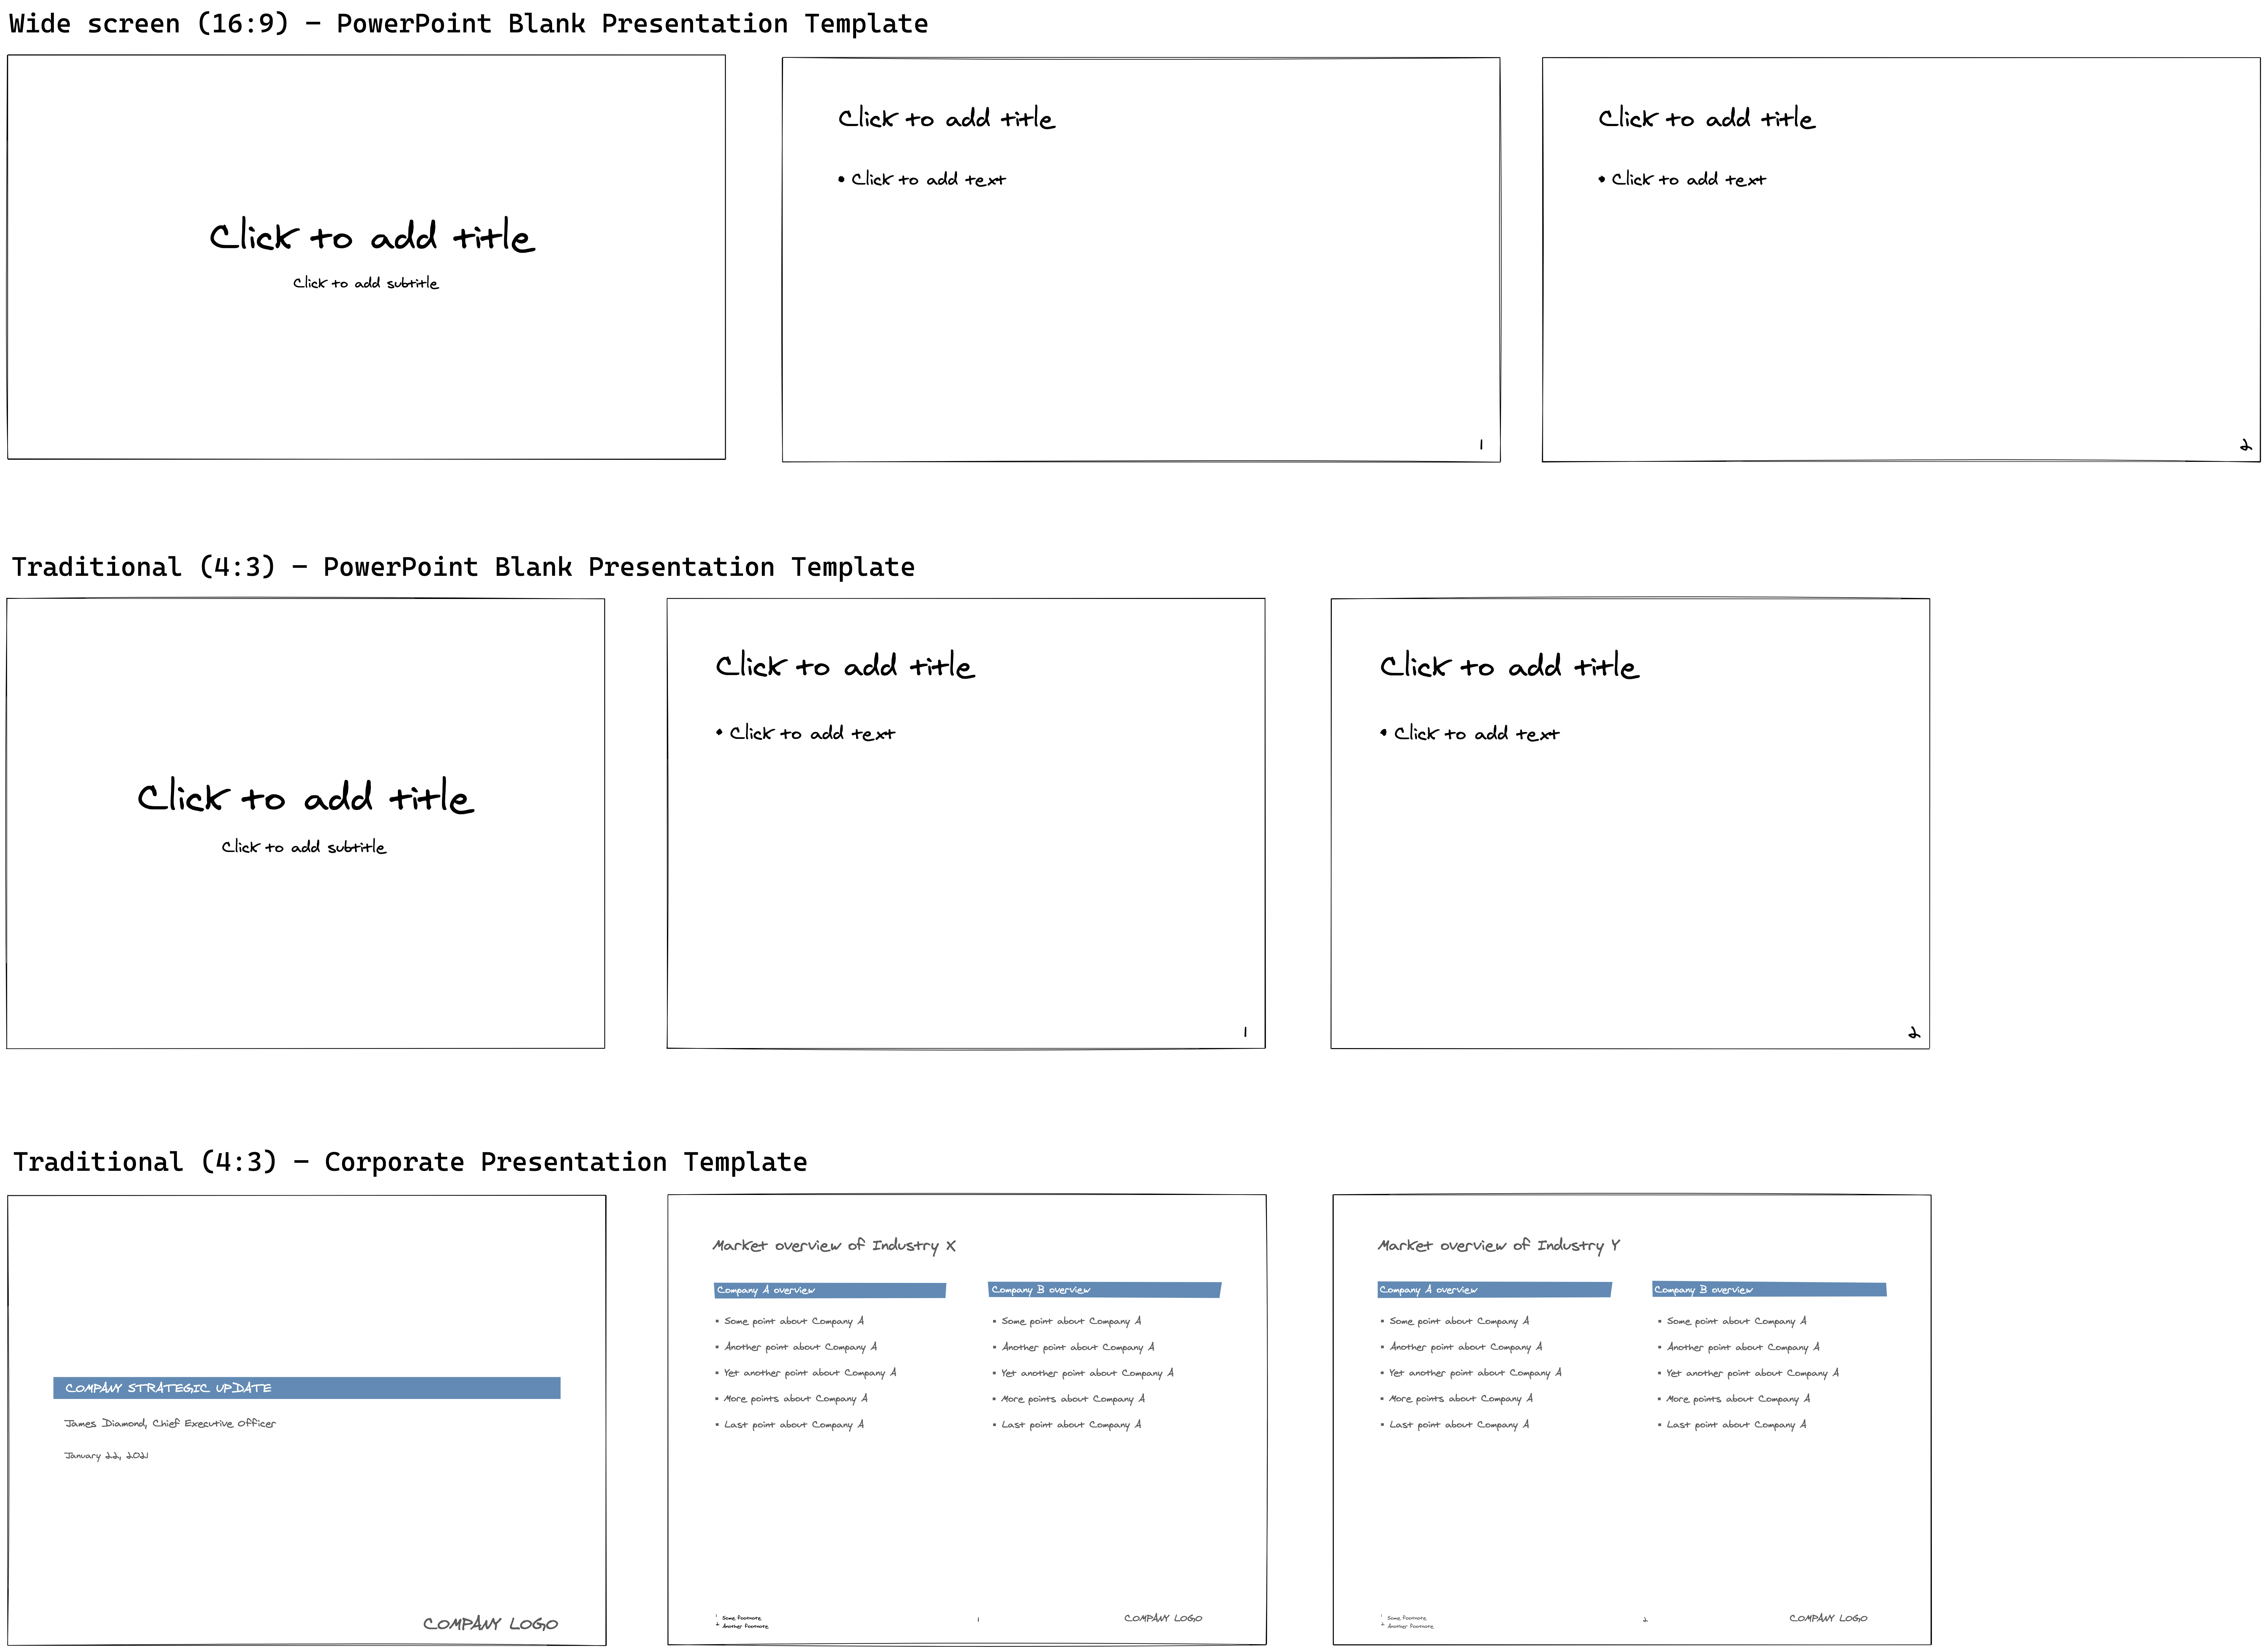 Wide screen (16:9) – PowerPoint Blank Presentation Template
Click to add title
Click to add subtitle
Click to add title
• Click to add text
1
Click to add title
• Click to add text
2
Traditional (4:3) – PowerPoint Blank Presentation Template
Click to add title
Click to add subtitle
Click to add title
• Click to add text
1
Click to add title
• Click to add text
2
Traditional (4:3) – Corporate Presentation Template
COMPANY STRATEGIC UPDATE
James Diamond, Chief Executive Officer
January 22, 2021
COMPANY LOGO
Market overview of Industry X
Company A overview
• Some point about Company A
• Another point about Company A
• Yet another point about Company A
• More points about Company A
• Last point about Company A
Company B overview
• Some point about Company A
• Another point about Company A
• Yet another point about Company A
• More points about Company A
• Last point about Company A
1 Some footnote
2 Another footnote
1
COMPANY LOGO
Market overview of Industry Y
Company A overview
• Some point about Company A
• Another point about Company A
• Yet another point about Company A
• More points about Company A
• Last point about Company A
Company B overview
• Some point about Company A
• Another point about Company A
• Yet another point about Company A
• More points about Company A
• Last point about Company A
1 Some footnote
2 Another footnote
2
COMPANY LOGO